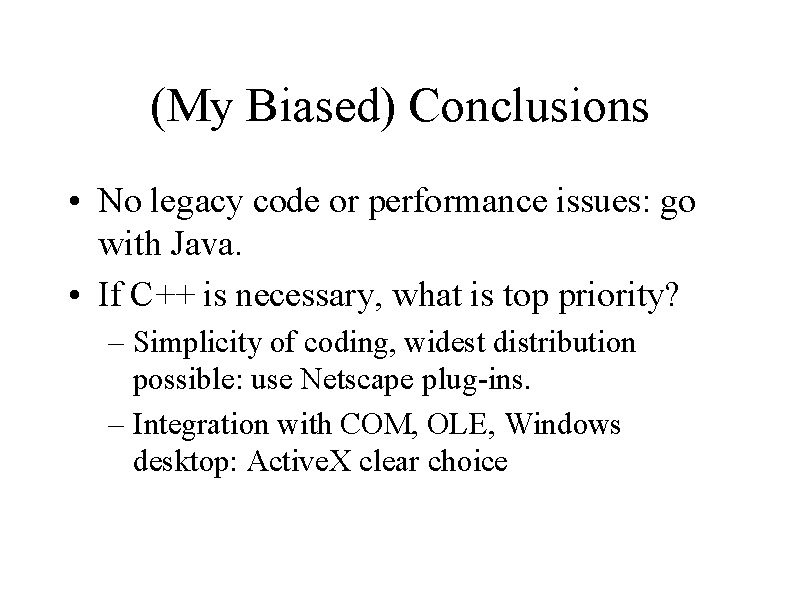 (My Biased) Conclusions
• No legacy code or performance issues: go
with Java.
• If C++ is necessary, what is top priority?
– Simplicity of coding, widest distribution
possible: use Netscape plug-ins.
– Integration with COM, OLE, Windows
desktop: Active.X clear choice